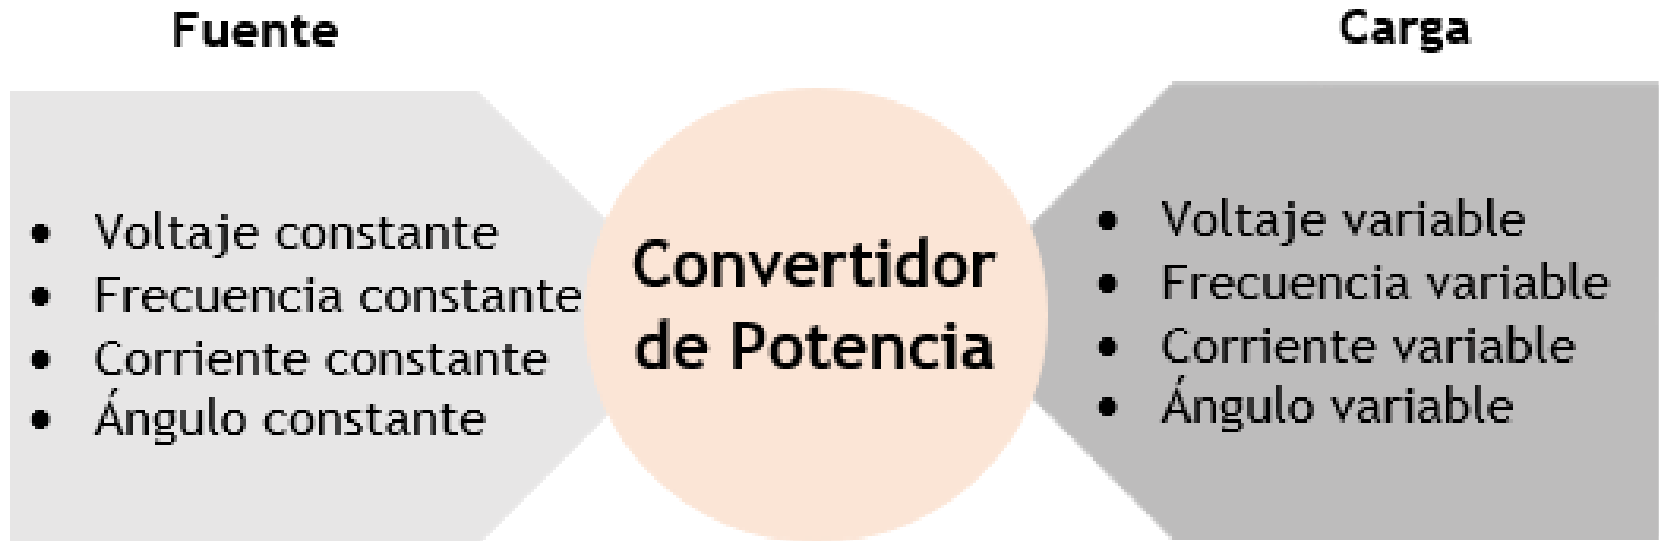 Fuente
• Voltaje constante
• Frecuencia constante
• Corriente constante
• Ángulo constante
Convertidor
de Potencia
Carga
• Voltaje variable
• Frecuencia variable
• Corriente variable
• Ángulo variable